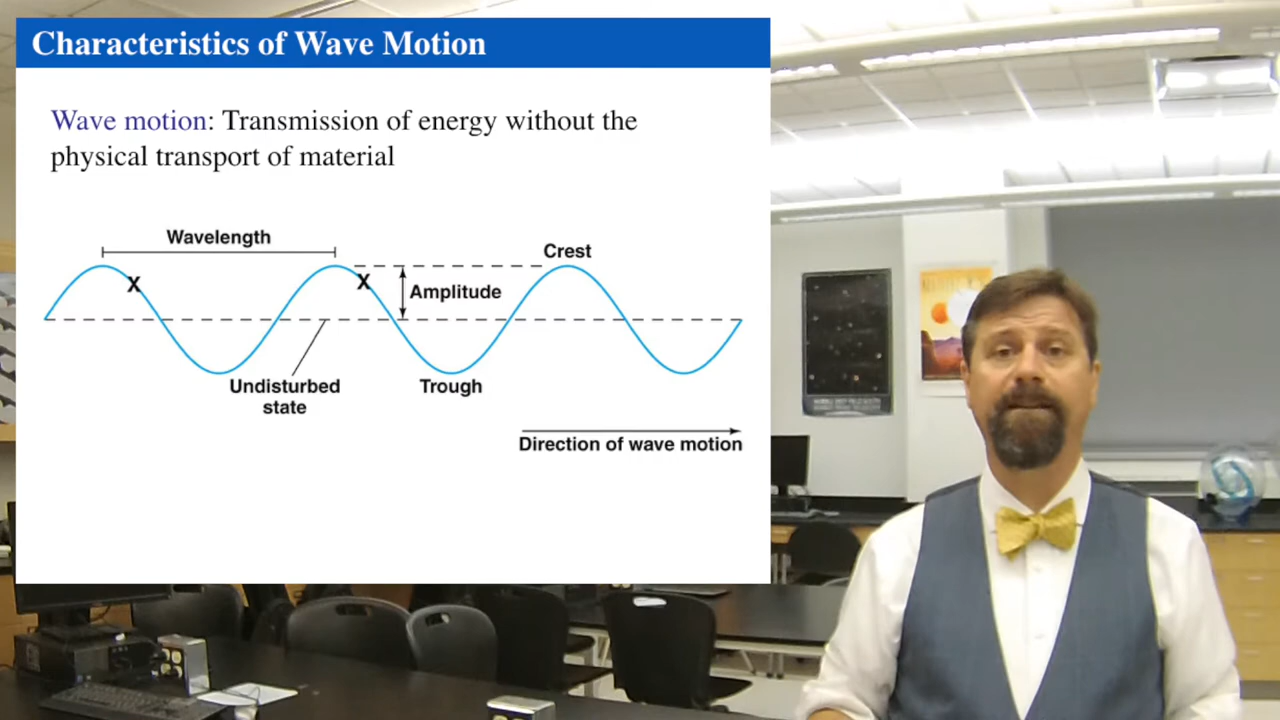 Characteristics of Wave Motion
Wave motion: Transmission of energy without the
physical transport of material
Wavelength
Crest
X
X
Amplitude
Undisturbed
state
Trough
Direction of wave motion